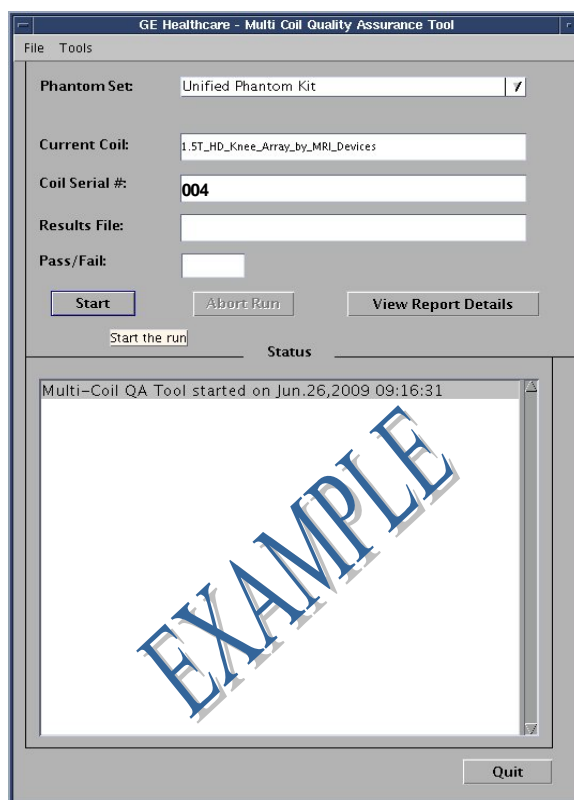 GE Healthcare - Multi Coil Quality Assurance Tool
File Tools
Phantom Set: Unified Phantom Kit
Current Coil: 1.5T_HD_Knee_Array_by_MRI_Devices
Coil Serial #: 004
Results File:
Pass/Fail:
Start Abort Run View Report Details
Start the run
Status
Multi-Coil QA Tool started on Jun.26,2009 09:16:31
EXAMPLE
Quit